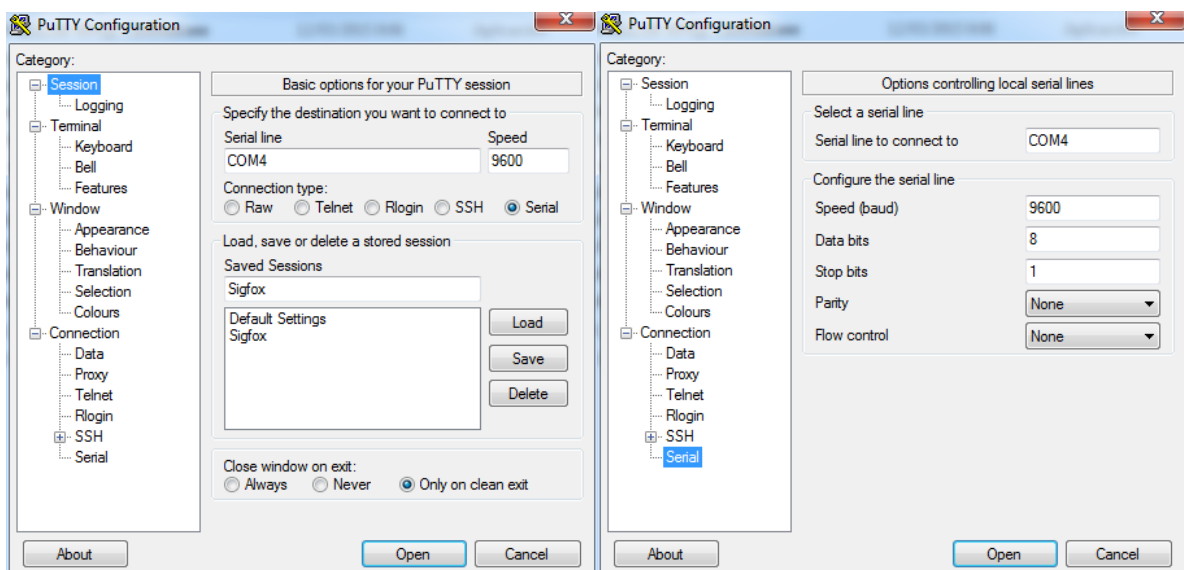 PuTTY Configuration
Category:
Session
Logging
Terminal
Keyboard
Bell
Features
Window
Appearance
Behaviour
Translation
Selection
Colours
Connection
Data
Proxy
Telnet
Rlogin
SSH
Serial
Basic options for your PuTTY session
Specify the destination you want to connect to
Serial line Speed
COM4 9600
Connection type:
Raw Telnet Rlogin SSH Serial
Load, save or delete a stored session
Saved Sessions
Sigfox
Default Settings
Sigfox
Load
Save
Delete
Close window on exit:
Always Never Only on clean exit
About Open Cancel
PuTTY Configuration
Category:
Session
Logging
Terminal
Keyboard
Bell
Features
Window
Appearance
Behaviour
Translation
Selection
Colours
Connection
Data
Proxy
Telnet
Rlogin
SSH
Serial
Options controlling local serial lines
Select a serial line
Serial line to connect to COM4
Configure the serial line
Speed (baud) 9600
Data bits 8
Stop bits 1
Parity None
Flow control None
About Open Cancel